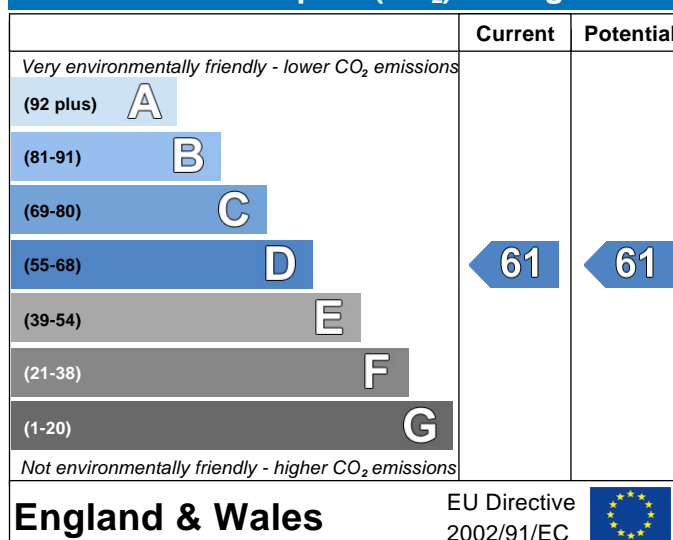 Current Potential
Very environmentally friendly - lower CO₂ emissions
(92 plus) A
(81-91) B
(69-80) C
(55-68) D 61 61
(39-54) E
(21-38) F
(1-20) G
Not environmentally friendly - higher CO₂ emissions
England & Wales
EU Directive
2002/91/EC